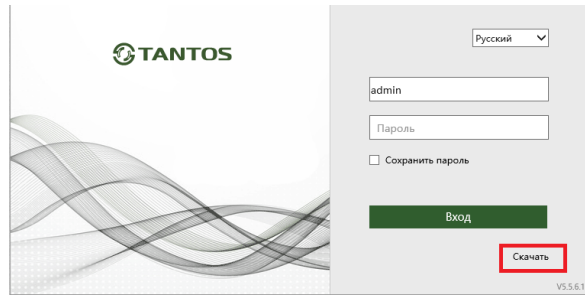 TANTOS
Русский
admin
Пароль
Сохранить пароль
Вход
Скачать
V5.5.6.1